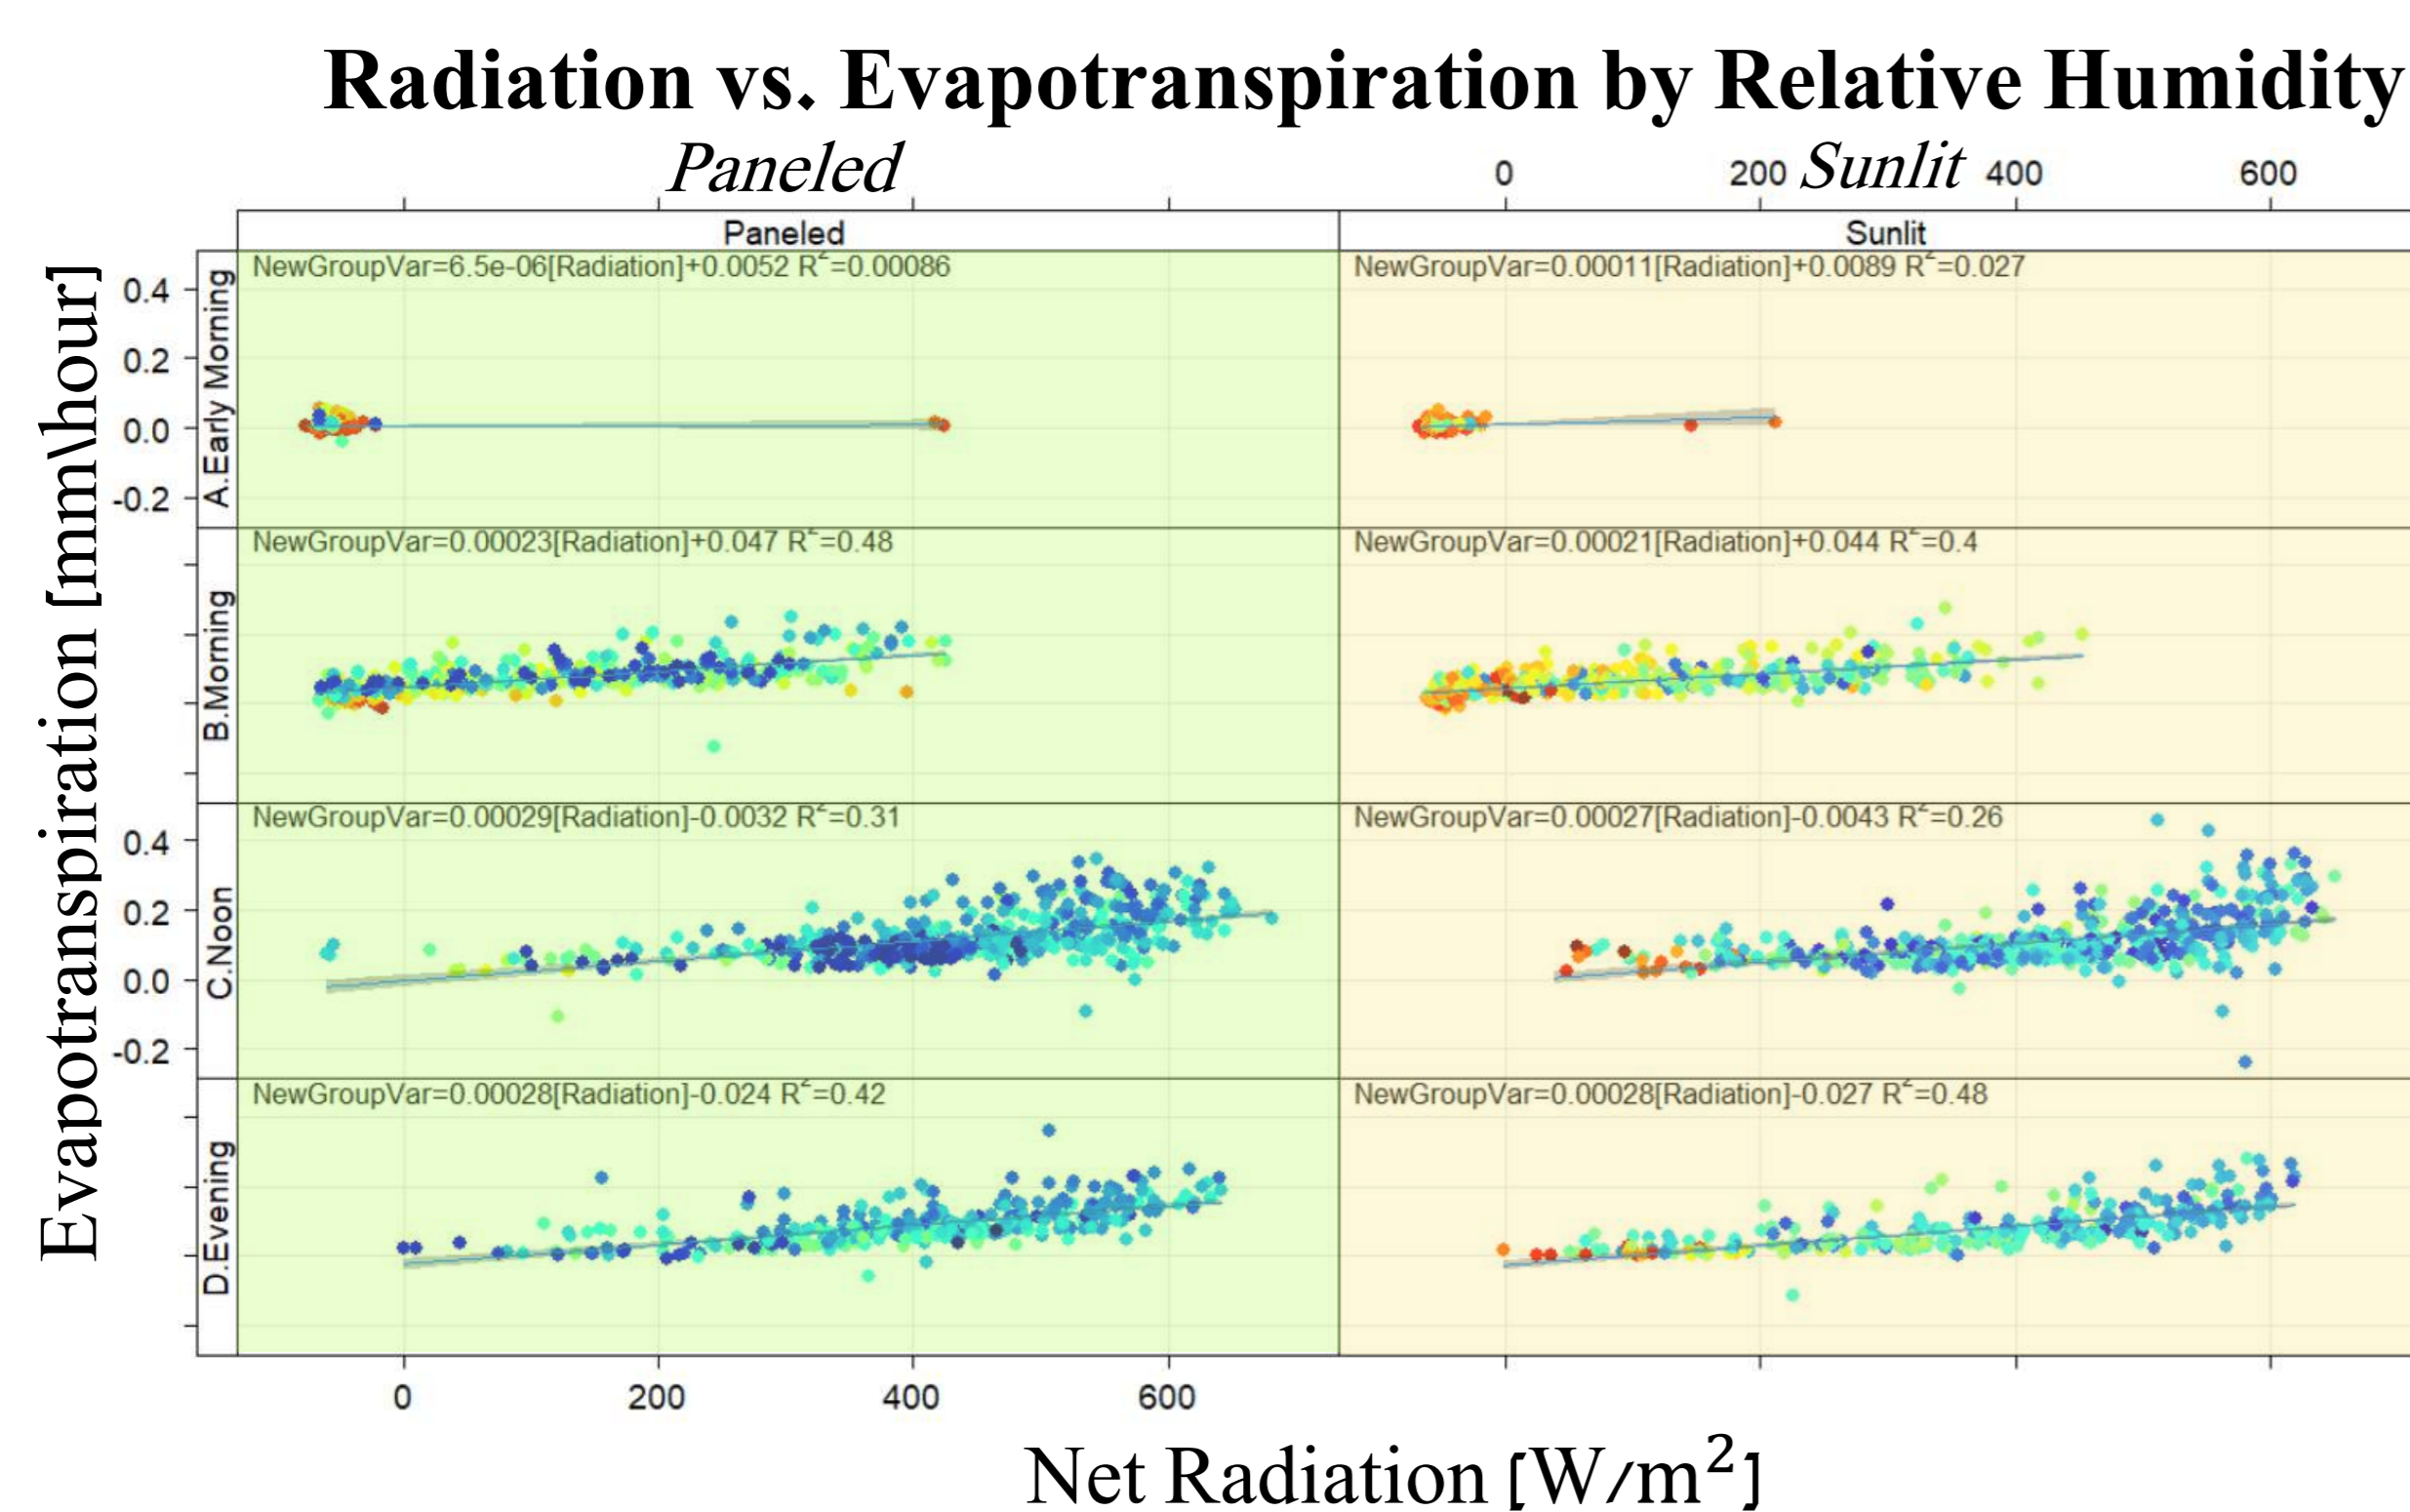 Radiation vs. Evapotranspiration by Relative Humidity
Paneled
Sunlit
0 200 400 600
Paneled
Sunlit
Evapotranspiration [mm\hour]
A.Early Morning
0.4
0.2
0.0
-0.2
NewGroupVar=6.5e-06[Radiation]+0.0052 R²=0.00086
NewGroupVar=0.00011[Radiation]+0.0089 R²=0.027
B.Morning
NewGroupVar=0.00023[Radiation]+0.047 R²=0.48
NewGroupVar=0.00021[Radiation]+0.044 R²=0.4
C.Noon
0.4
0.2
0.0
-0.2
NewGroupVar=0.00029[Radiation]-0.0032 R²=0.31
NewGroupVar=0.00027[Radiation]-0.0043 R²=0.26
D.Evening
NewGroupVar=0.00028[Radiation]-0.024 R²=0.42
NewGroupVar=0.00028[Radiation]-0.027 R²=0.48
0 200 400 600
Net Radiation [W/m²]